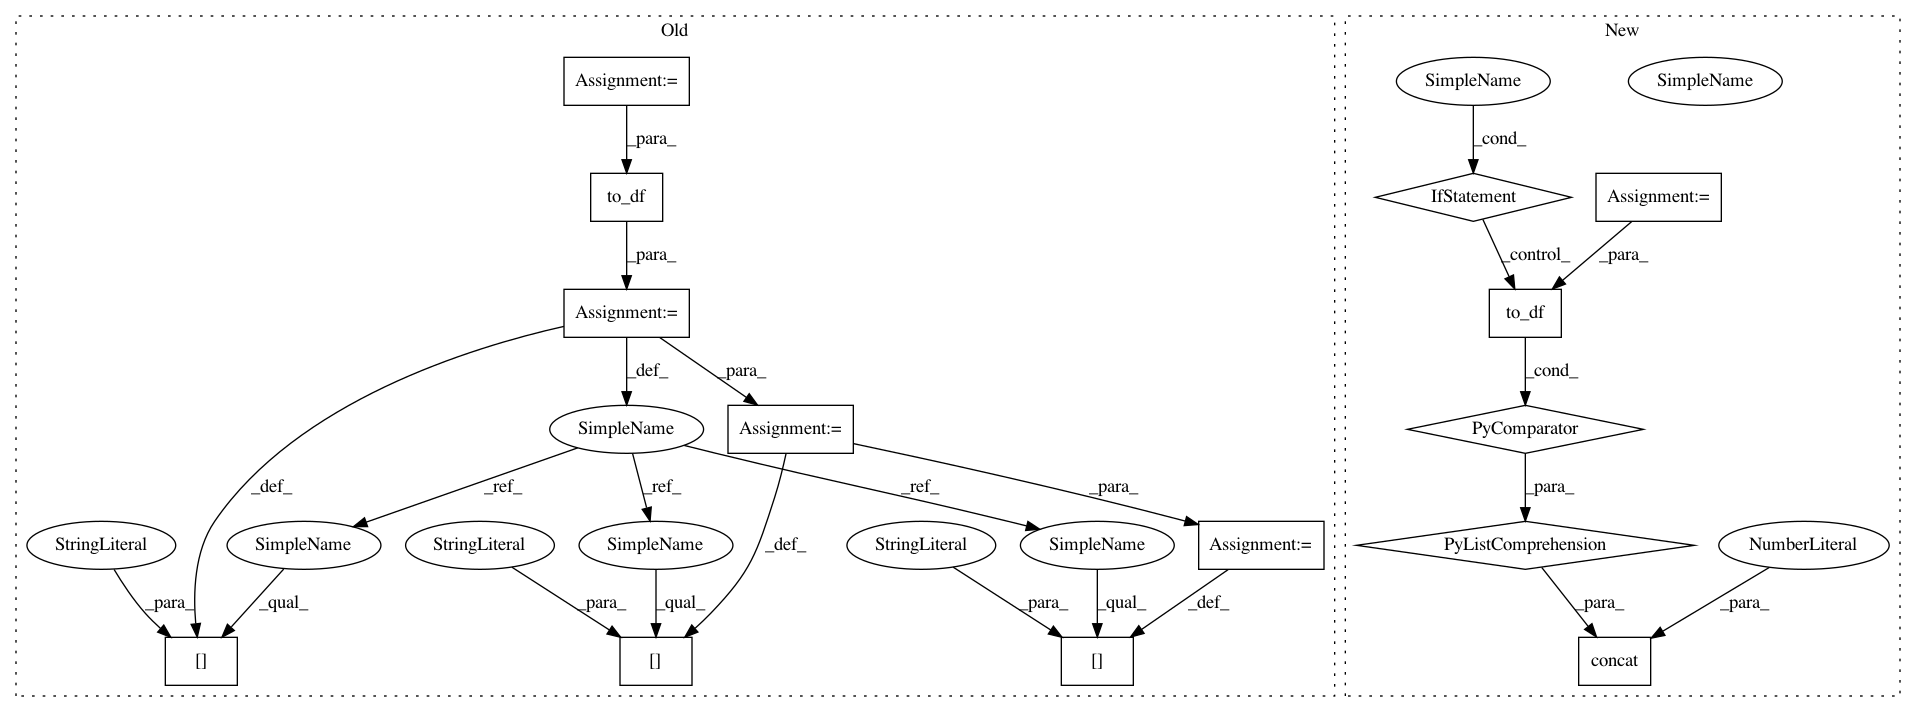 Old
New
Assignment:=
SimpleName
SimpleName
_para_
_cond_
to_df
IfStatement
Assignment:=
_para_
_control_
_para_
Assignment:=
to_df
_def_
_para_
_cond_
SimpleName
Assignment:=
PyComparator
_def_
_ref_
_ref_
_ref_
_para_
_para_
StringLiteral
SimpleName
StringLiteral
SimpleName
_def_
StringLiteral
SimpleName
Assignment:=
PyListComprehension
NumberLiteral
_para_
_qual_
_para_
_qual_
_para_
_qual_
_def_
_para_
_para_
[]
[]
[]
concat